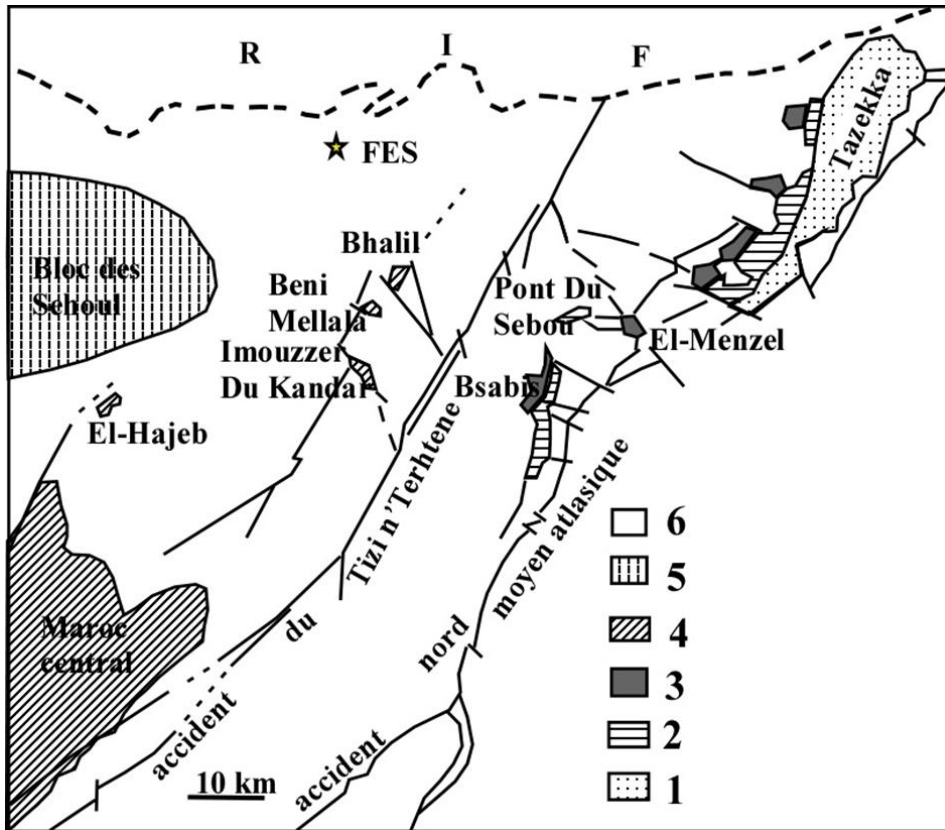 R I F
FES
Tazekka
Bloc des
Sehoul
Bhalil
Beni
Mellala
Imouzzer
Du Kandar
Pont Du
Sebou
El-Menzel
Bsabis
El-Hajeb
Maroc
central
accident du Tizi n'Terhtene
accident nord moyen atlasique
6
5
4
3
2
1
10 km